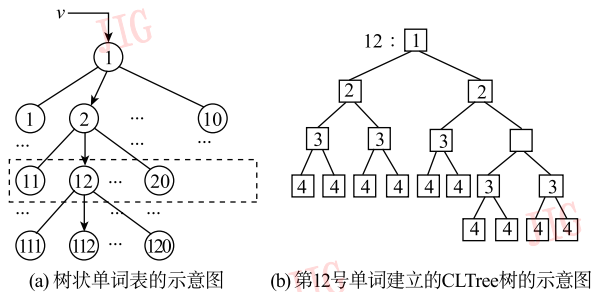 v
1
1 2 ... 10
... ...
11 12 ... 20
... ... ...
111 112 ... 120
(a) 树状单词表的示意图
12：1
2 2
3 3 3
4 4 4 4 4 4 3 3
4 4 4 4
(b) 第12号单词建立的CLTree树的示意图
JIG
JIG
JIG